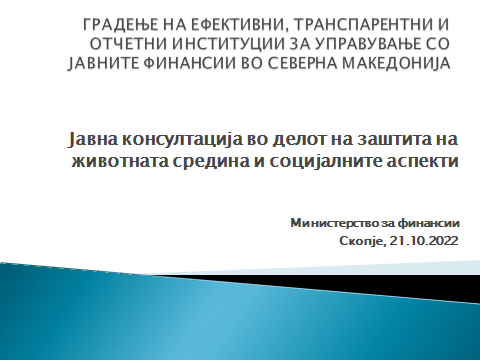 ГРАДЕЊЕ НА ЕФЕКТИВНИ, ТРАНСПАРЕНТНИ И
ОТЧЕТНИ ИНСТИТУЦИИ ЗА УПРАВУВАЊЕ СО
ЈАВНИТЕ ФИНАНСИИ ВО СЕВЕРНА МАКЕДОНИЈА
Јавна консултација во делот на заштита на
животната средина и социјалните аспекти
Министерство за финансии
Скопје, 21.10.2022